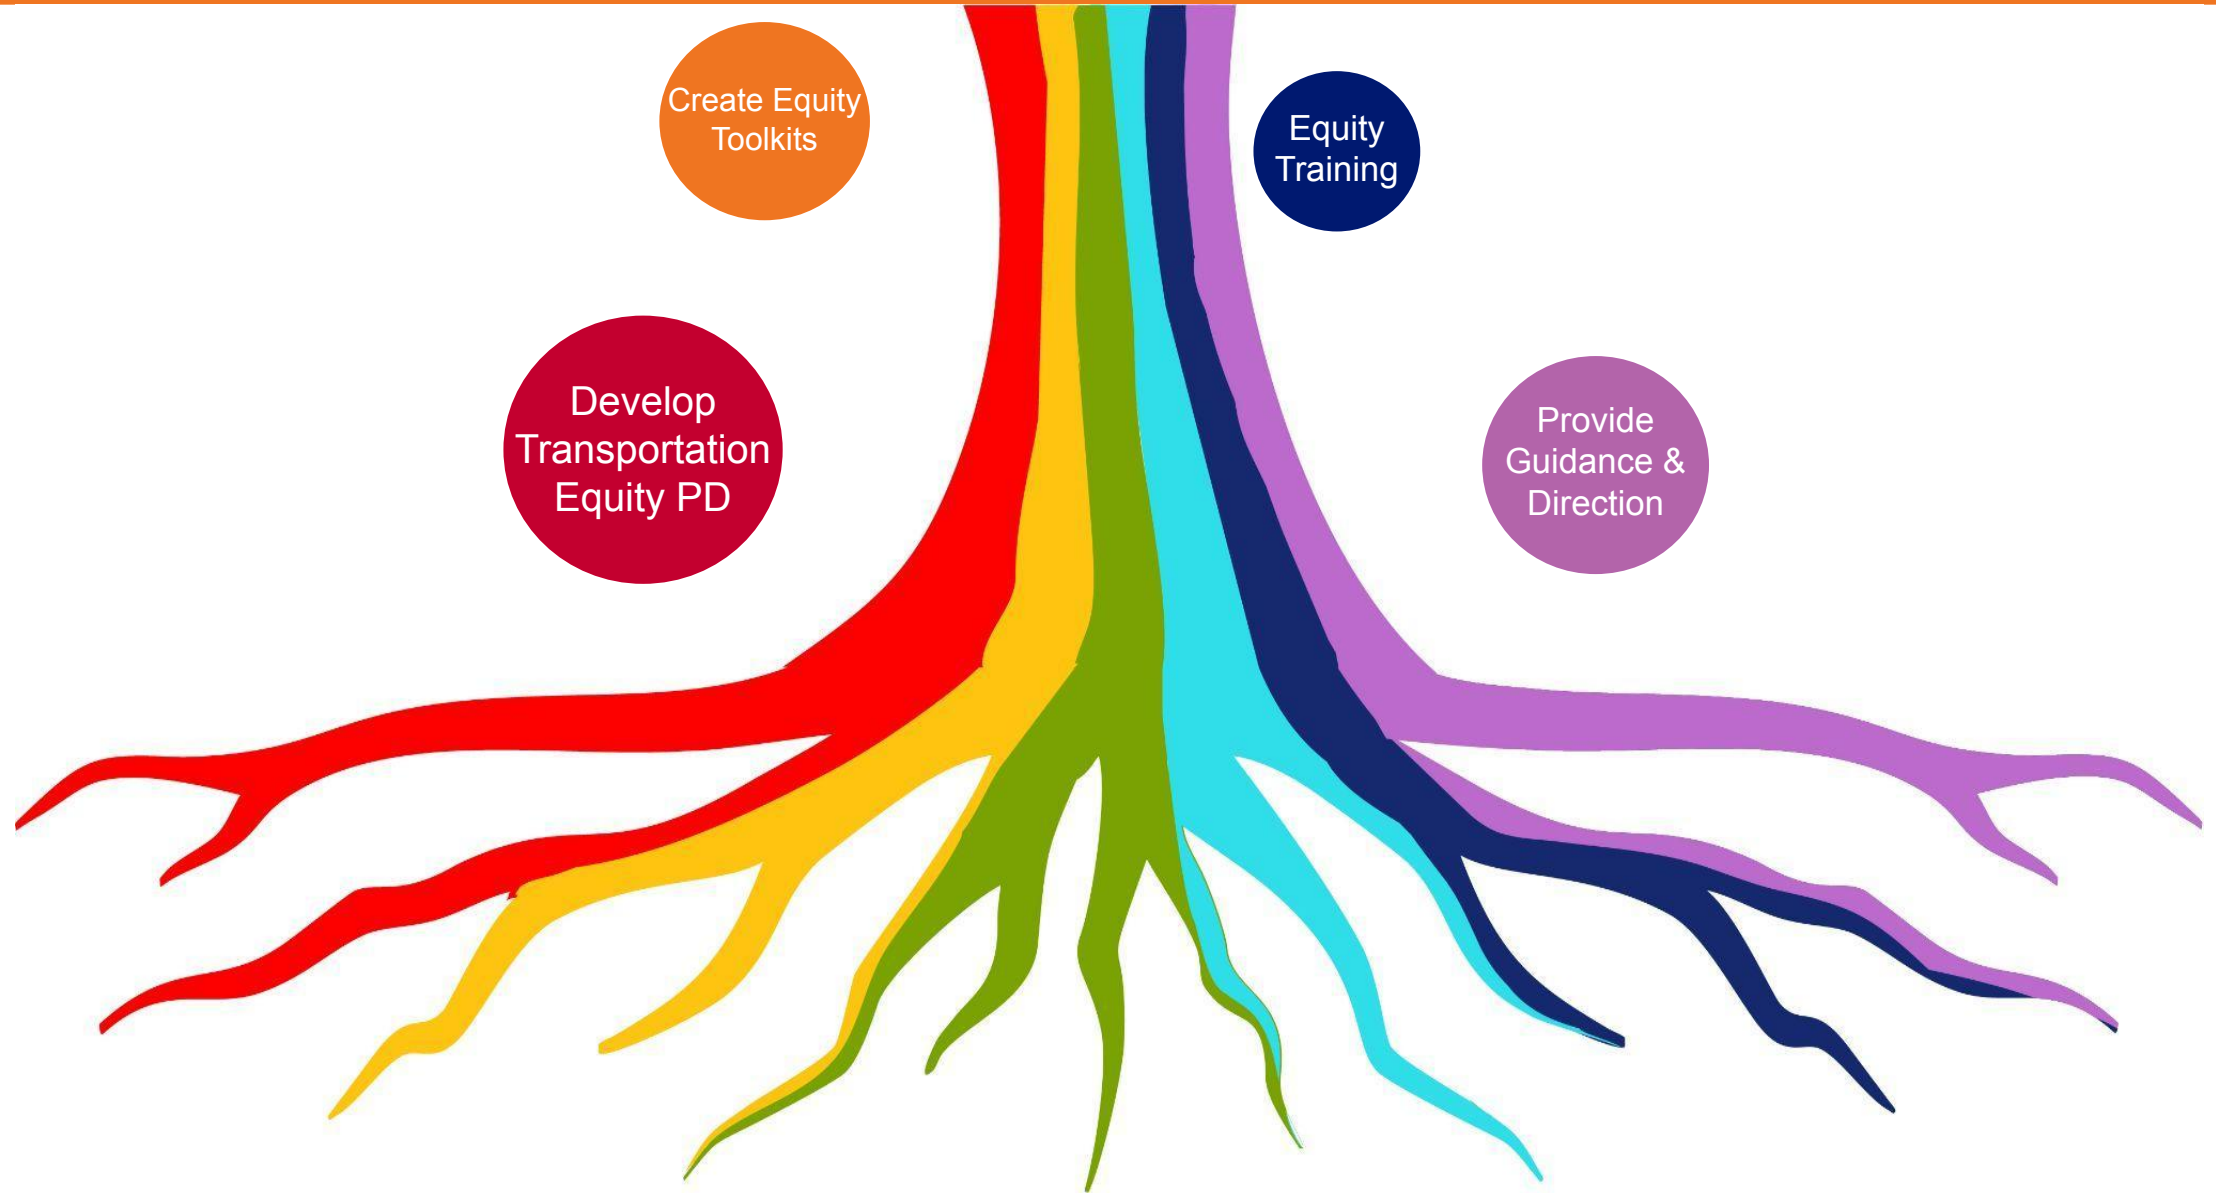 Create Equity
Toolkits
Equity
Training
Develop
Transportation
Equity PD
Provide
Guidance &
Direction